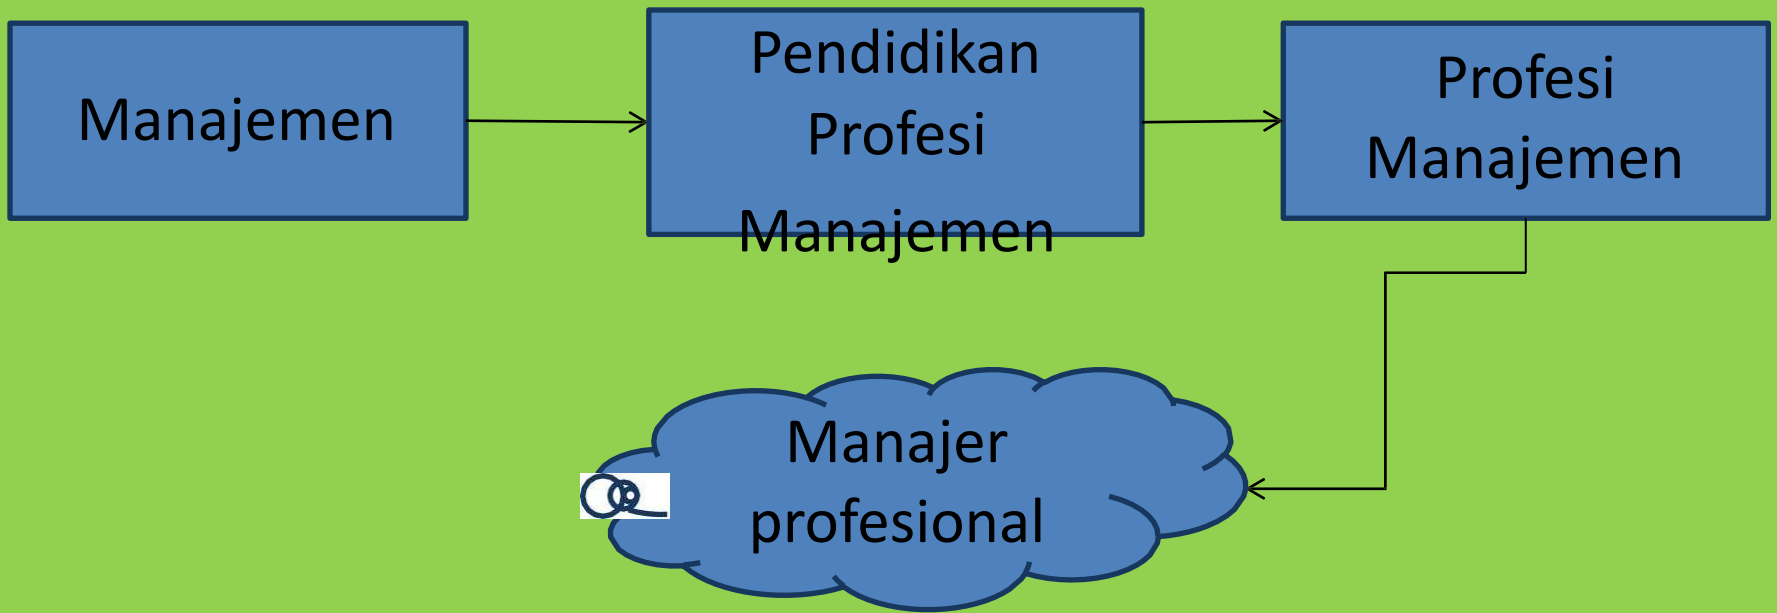 Manajemen
Pendidikan
Profesi
Manajemen
Profesi
Manajemen
Manajer
profesional